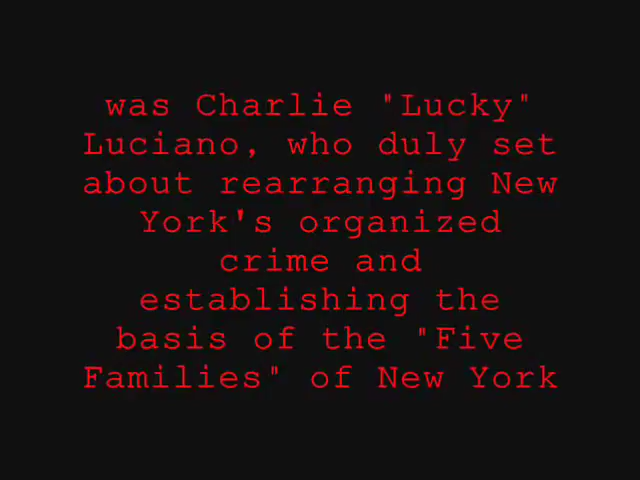 was Charlie "Lucky"
Luciano, who duly set
about rearranging New
York's organized
crime and
establishing the
basis of the "Five
Families" of New York